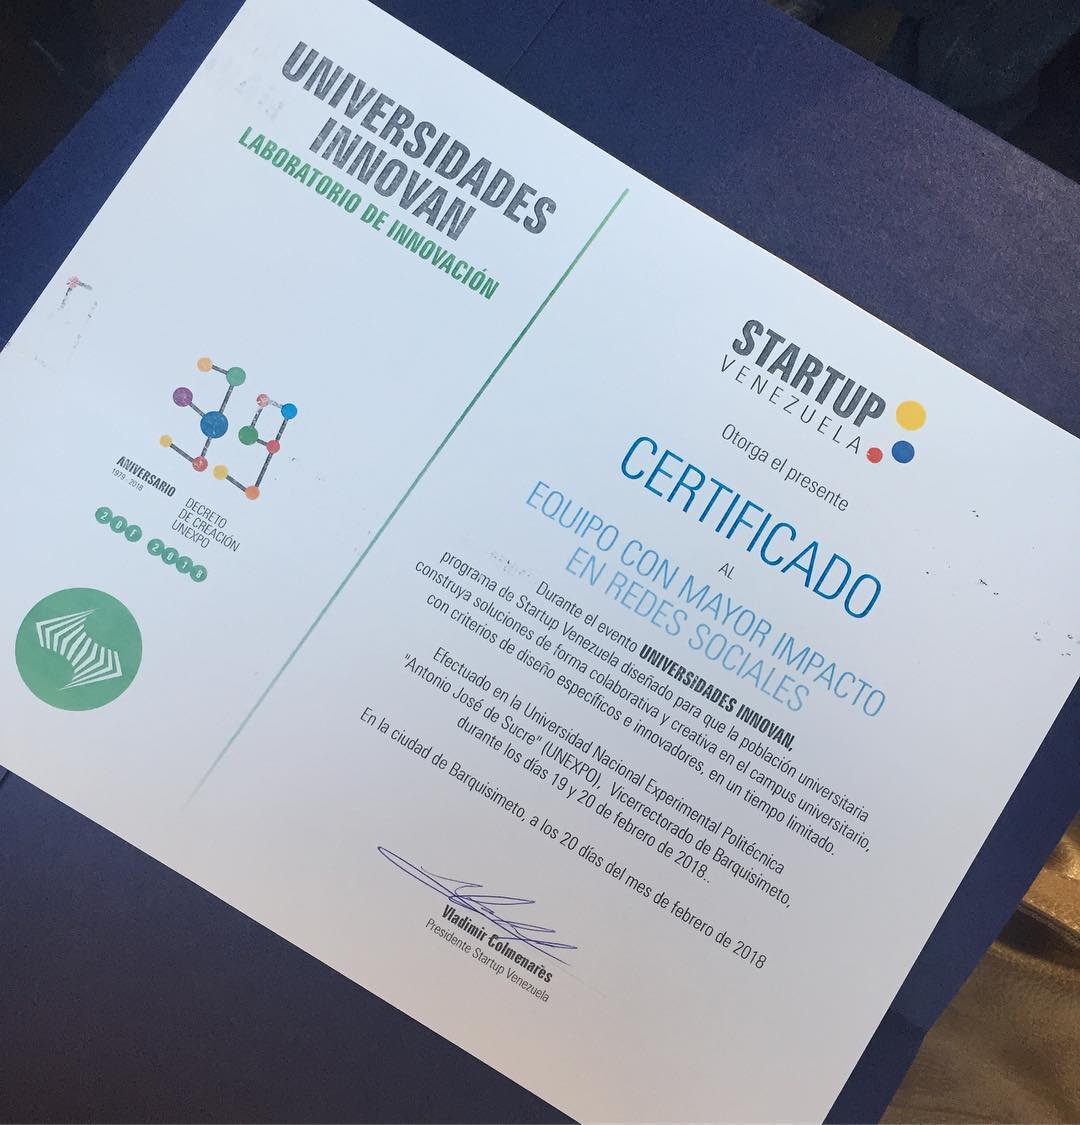 UNIVERSIDADES
INNOVAN
LABORATORIO DE INNOVACIÓN
39
ANIVERSARIO
1979 - 2018
DECRETO
DE CREACIÓN
UNEXPO
STARTUP
VENEZUELA
Otorga el presente
CERTIFICADO
AL
EQUIPO CON MAYOR IMPACTO
EN REDES SOCIALES
Durante el evento UNIVERSIDADES INNOVAN,
programa de Startup Venezuela diseñado para que la población universitaria
construya soluciones de forma colaborativa y creativa en el campus universitario,
con criterios de diseño específicos e innovadores, en un tiempo limitado.
Efectuado en la Universidad Nacional Experimental Politécnica
"Antonio José de Sucre" (UNEXPO), Vicerrectorado de Barquisimeto,
durante los días 19 y 20 de febrero de 2018..
En la ciudad de Barquisimeto, a los 20 días del mes de febrero de 2018
Vladimir Colmenarès
Presidente Startup Venezuela